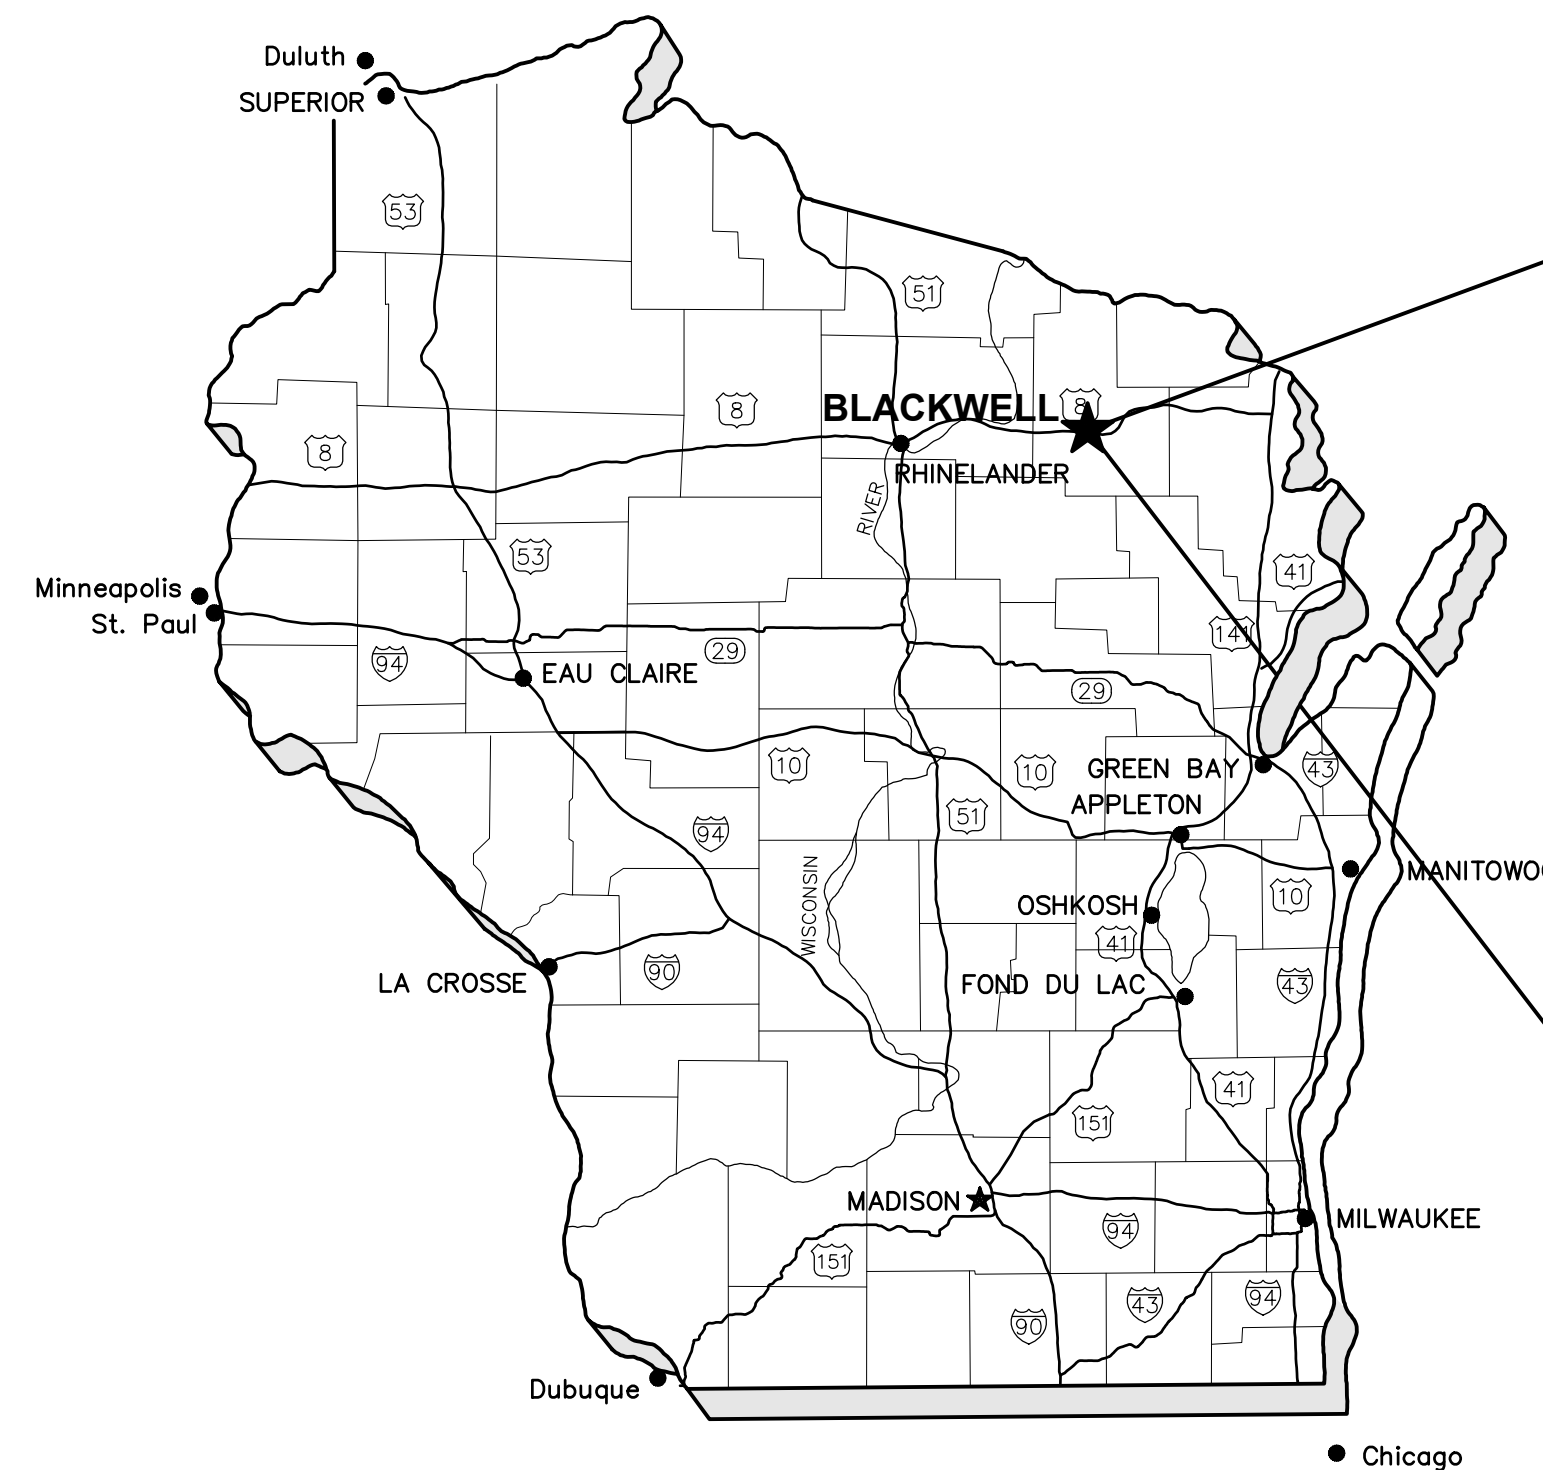 Duluth
SUPERIOR
53
51
8
BLACKWELL
8
8
RHINELANDER
RIVER
53
41
Minneapolis
St. Paul
141
29
94
EAU CLAIRE
29
10
10
GREEN BAY
43
APPLETON
51
94
WISCONSIN
MANITOWO
10
OSHKOSH
41
90
LA CROSSE
FOND DU LAC
43
41
151
MADISON
94
MILWAUKEE
151
94
43
90
Dubuque
Chicago